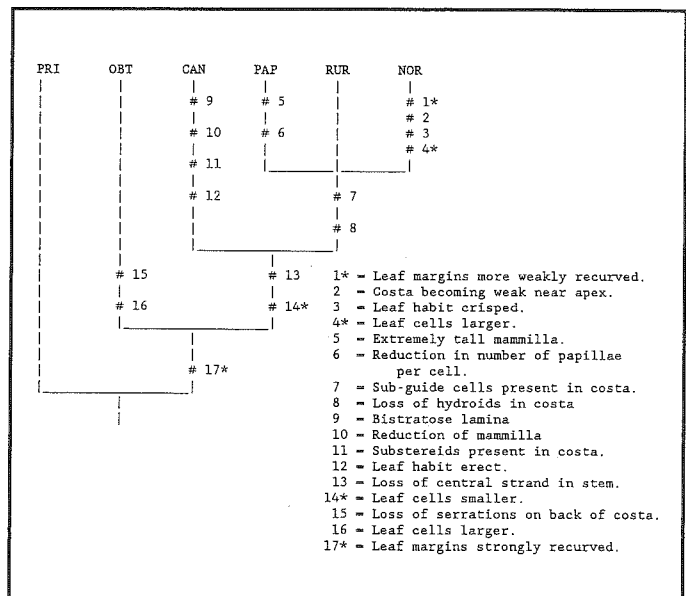 PRI OBT CAN PAP RUR NOR
# 9 # 5 # 1*
# 2
# 10 # 6 # 3
# 4*
# 11
# 12 # 7
# 8
# 15 # 13 1* = Leaf margins more weakly recurved.
2 = Costa becoming weak near apex.
# 16 # 14* 3 = Leaf habit crisped.
4* = Leaf cells larger.
5 = Extremely tall mammilla.
# 17* 6 = Reduction in number of papillae
per cell.
7 = Sub-guide cells present in costa.
8 = Loss of hydroids in costa
9 = Bistratose lamina
10 = Reduction of mammilla
11 = Substereids present in costa.
12 = Leaf habit erect.
13 = Loss of central strand in stem.
14* = Leaf cells smaller.
15 = Loss of serrations on back of costa.
16 = Leaf cells larger.
17* = Leaf margins strongly recurved.